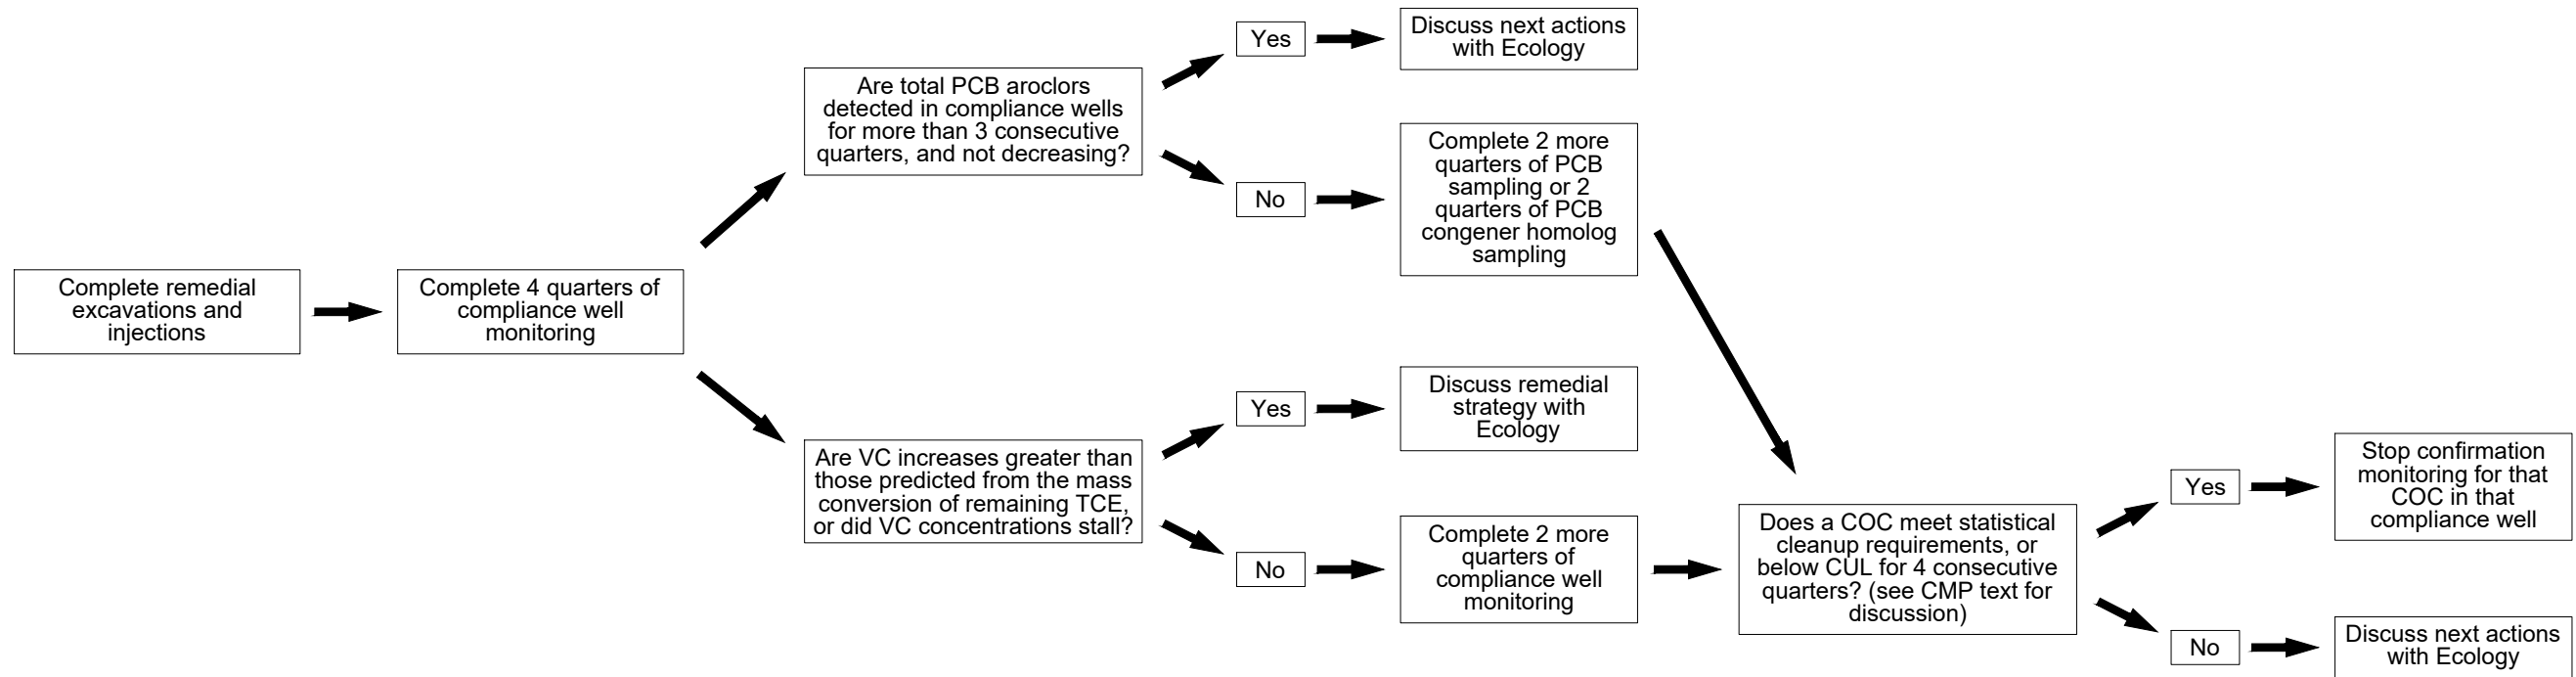 Complete remedial
excavations and
injections
Complete 4 quarters of
compliance well
monitoring
Are total PCB aroclors
detected in compliance wells
for more than 3 consecutive
quarters, and not decreasing?
Yes
Discuss next actions
with Ecology
No
Complete 2 more
quarters of PCB
sampling or 2
quarters of PCB
congener homolog
sampling
Are VC increases greater than
those predicted from the mass
conversion of remaining TCE,
or did VC concentrations stall?
Yes
Discuss remedial
strategy with
Ecology
No
Complete 2 more
quarters of
compliance well
monitoring
Does a COC meet statistical
cleanup requirements, or
below CUL for 4 consecutive
quarters? (see CMP text for
discussion)
Yes
Stop confirmation
monitoring for that
COC in that
compliance well
No
Discuss next actions
with Ecology